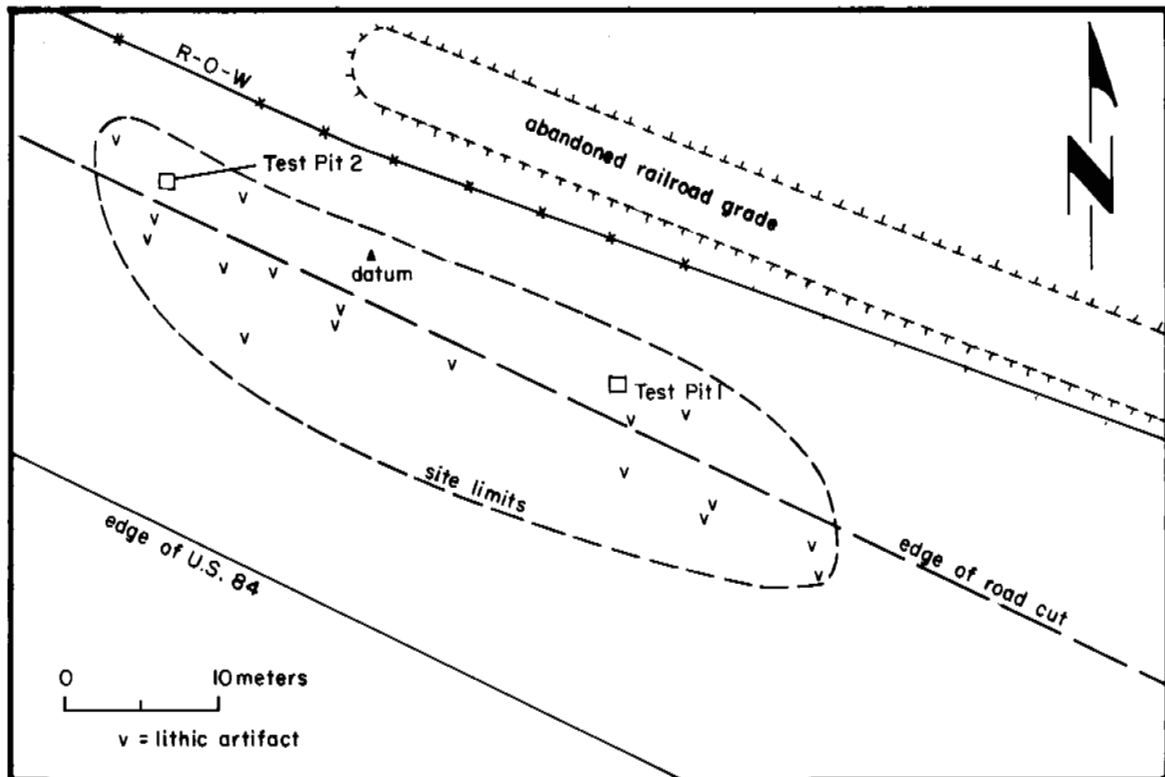 R-O-W
abandoned railroad grade
N
Test Pit 2
datum
Test Pit 1
site limits
edge of U.S. 84
edge of road cut
0 10 meters
v = lithic artifact